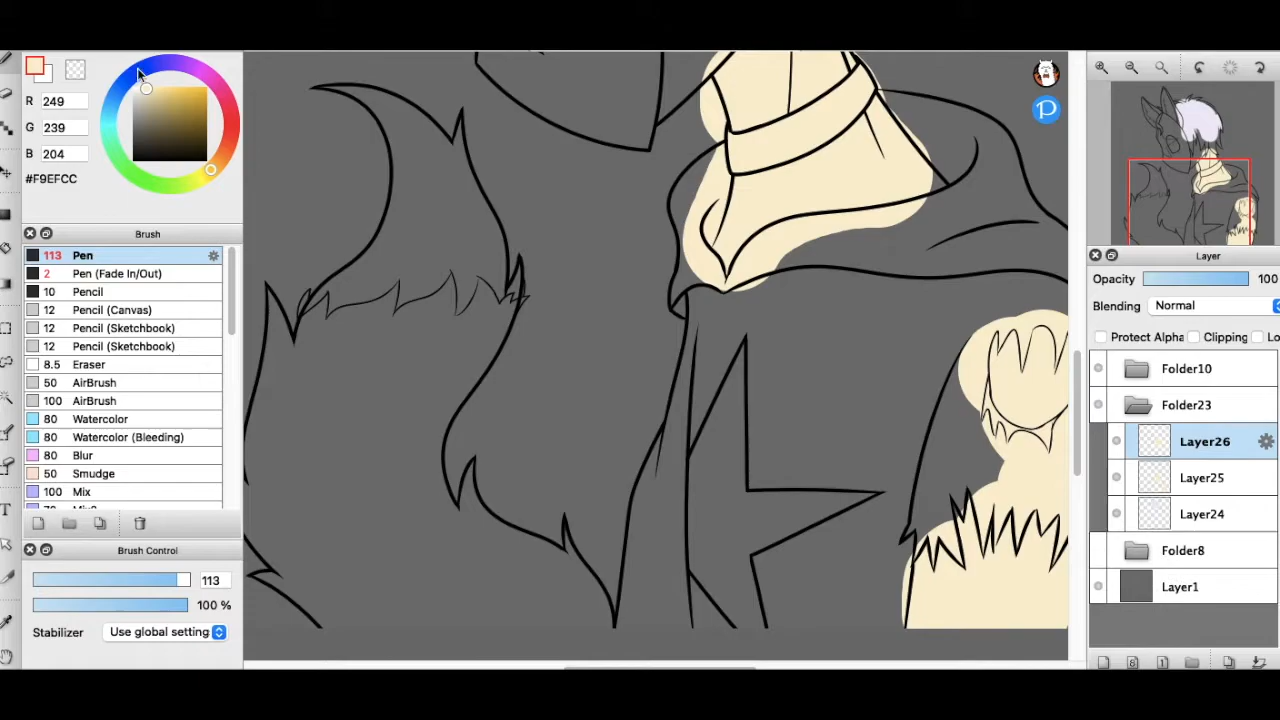 R 249
G 239
B 204
#F9EFCC
Brush
113 Pen
2 Pen (Fade In/Out)
10 Pencil
12 Pencil (Canvas)
12 Pencil (Sketchbook)
12 Pencil (Sketchbook)
8.5 Eraser
50 AirBrush
100 AirBrush
80 Watercolor
80 Watercolor (Bleeding)
80 Blur
50 Smudge
100 Mix
Brush Control
113
100 %
Stabilizer Use global setting
P
Layer
Opacity 100
Blending Normal
Protect Alpha Clipping Lo
Folder10
Folder23
Layer26
Layer25
Layer24
Folder8
Layer1
8 1
T